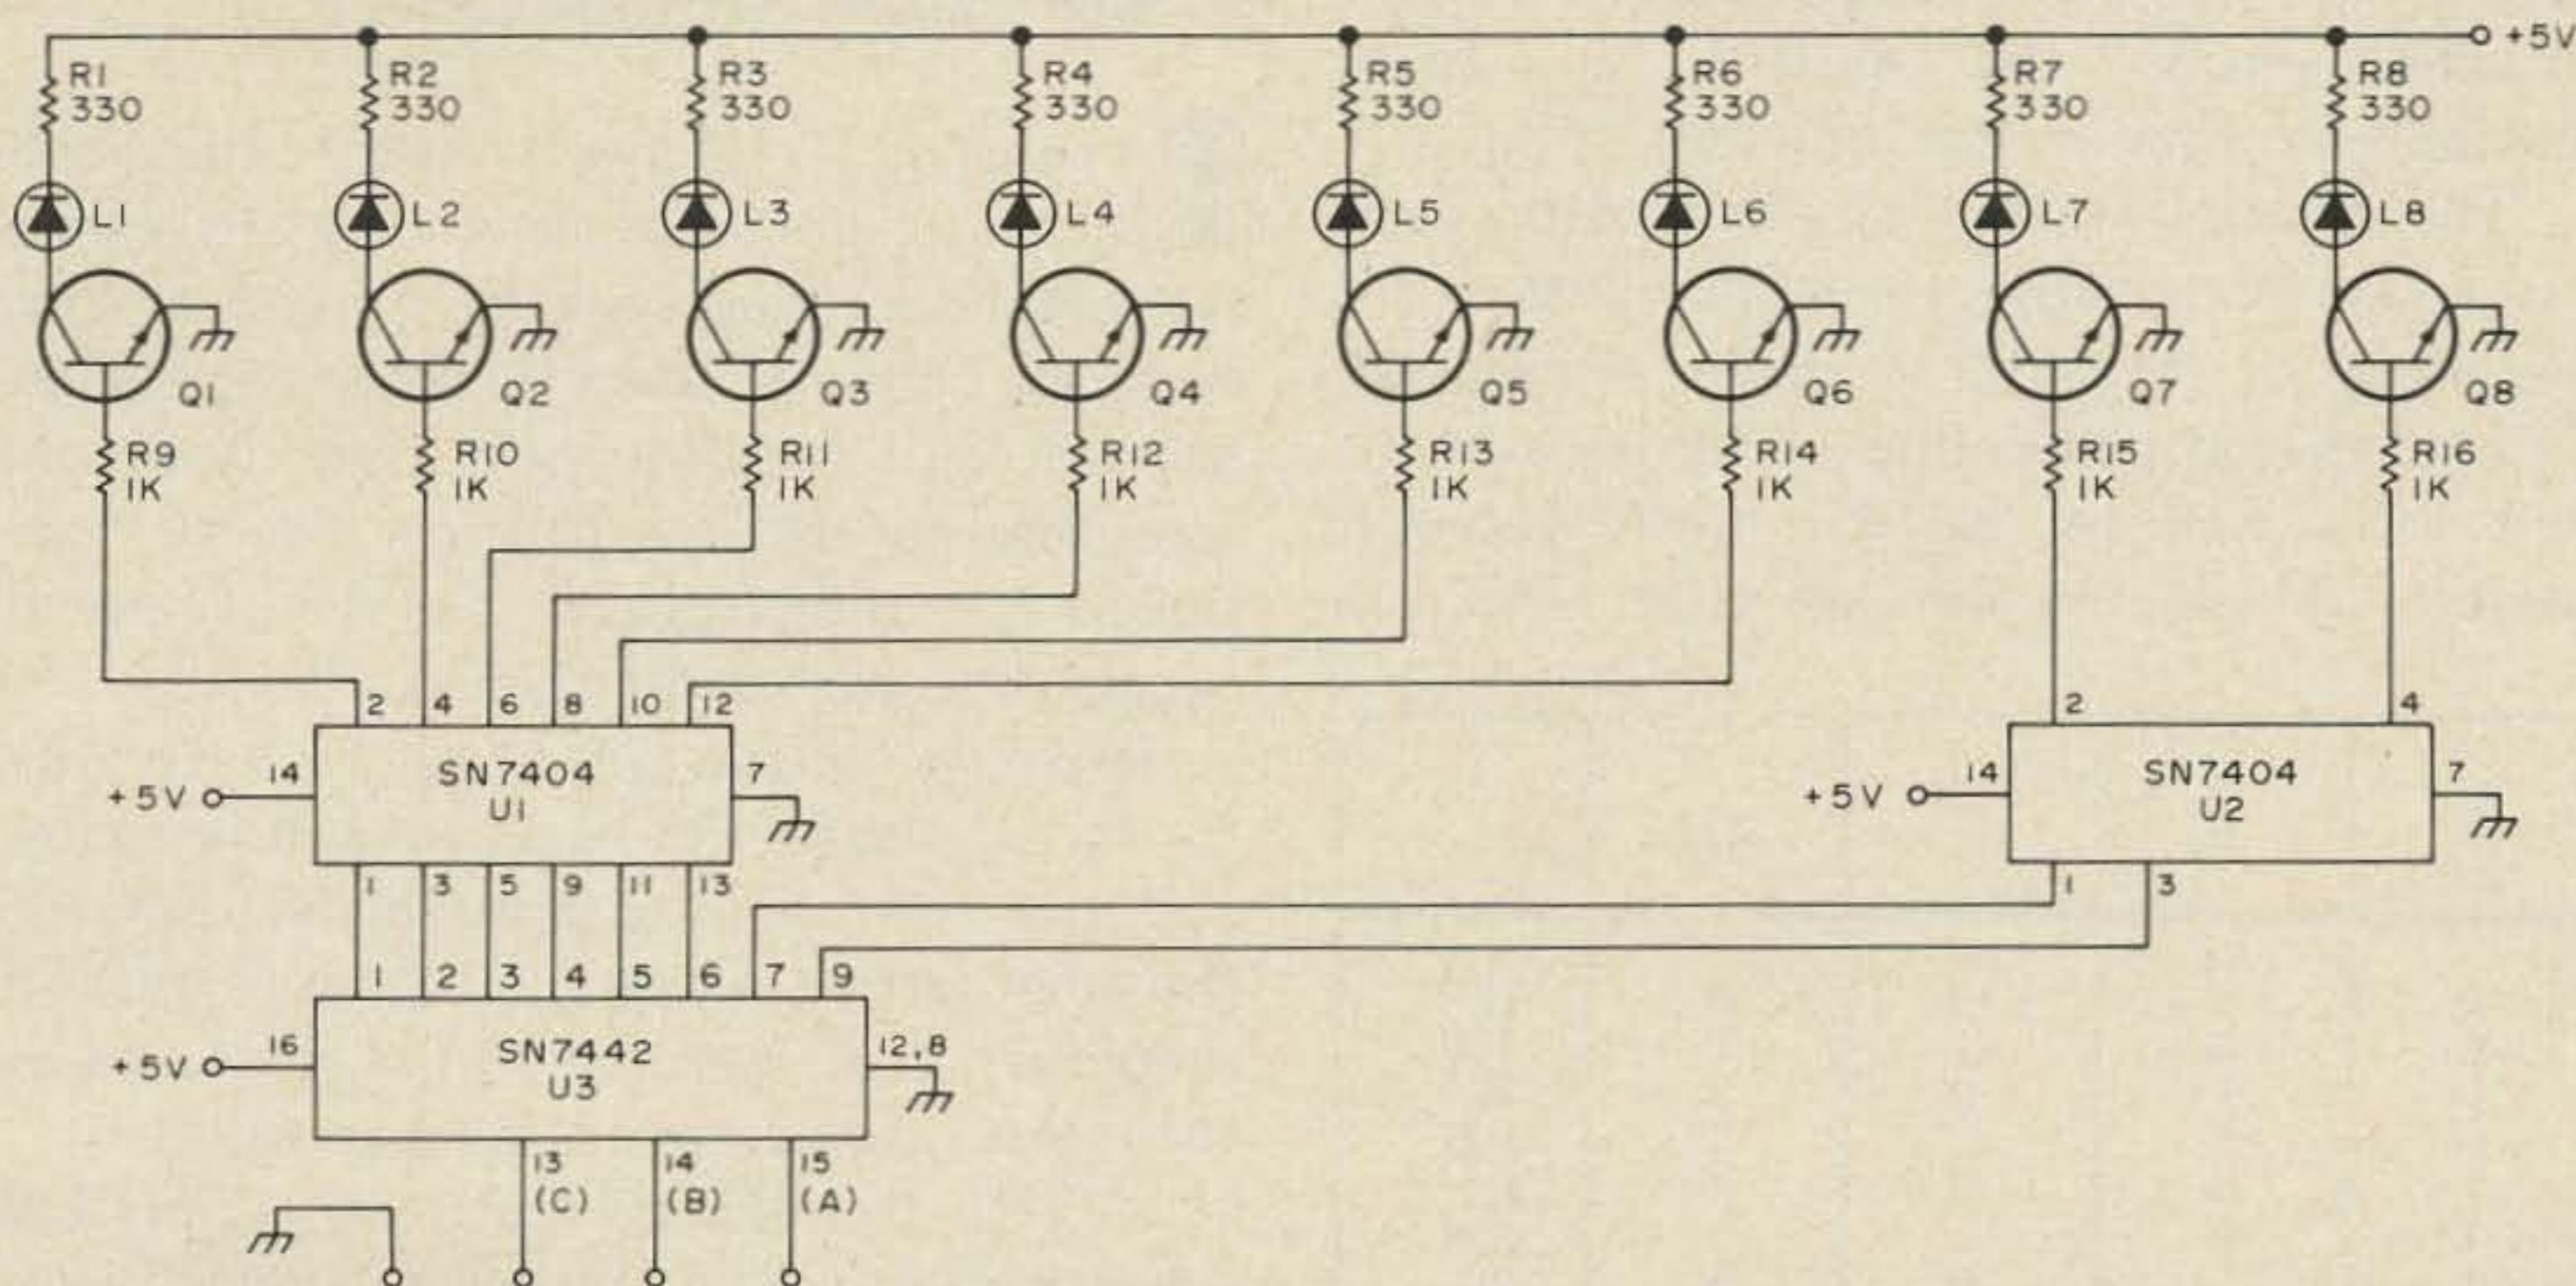 +5V
R1
330
R2
330
R3
330
R4
330
R5
330
R6
330
R7
330
R8
330
L1
L2
L3
L4
L5
L6
L7
L8
Q1
Q2
Q3
Q4
Q5
Q6
Q7
Q8
R9
1K
R10
1K
R11
1K
R12
1K
R13
1K
R14
1K
R15
1K
R16
1K
2 4 6 8 10 12
2 4
+5V 14
SN7404
U1
7
+5V 14
SN7404
U2
7
1 3 5 9 11 13
1 3
1 2 3 4 5 6 7 9
+5V 16
SN7442
U3
12,8
13
(C)
14
(B)
15
(A)